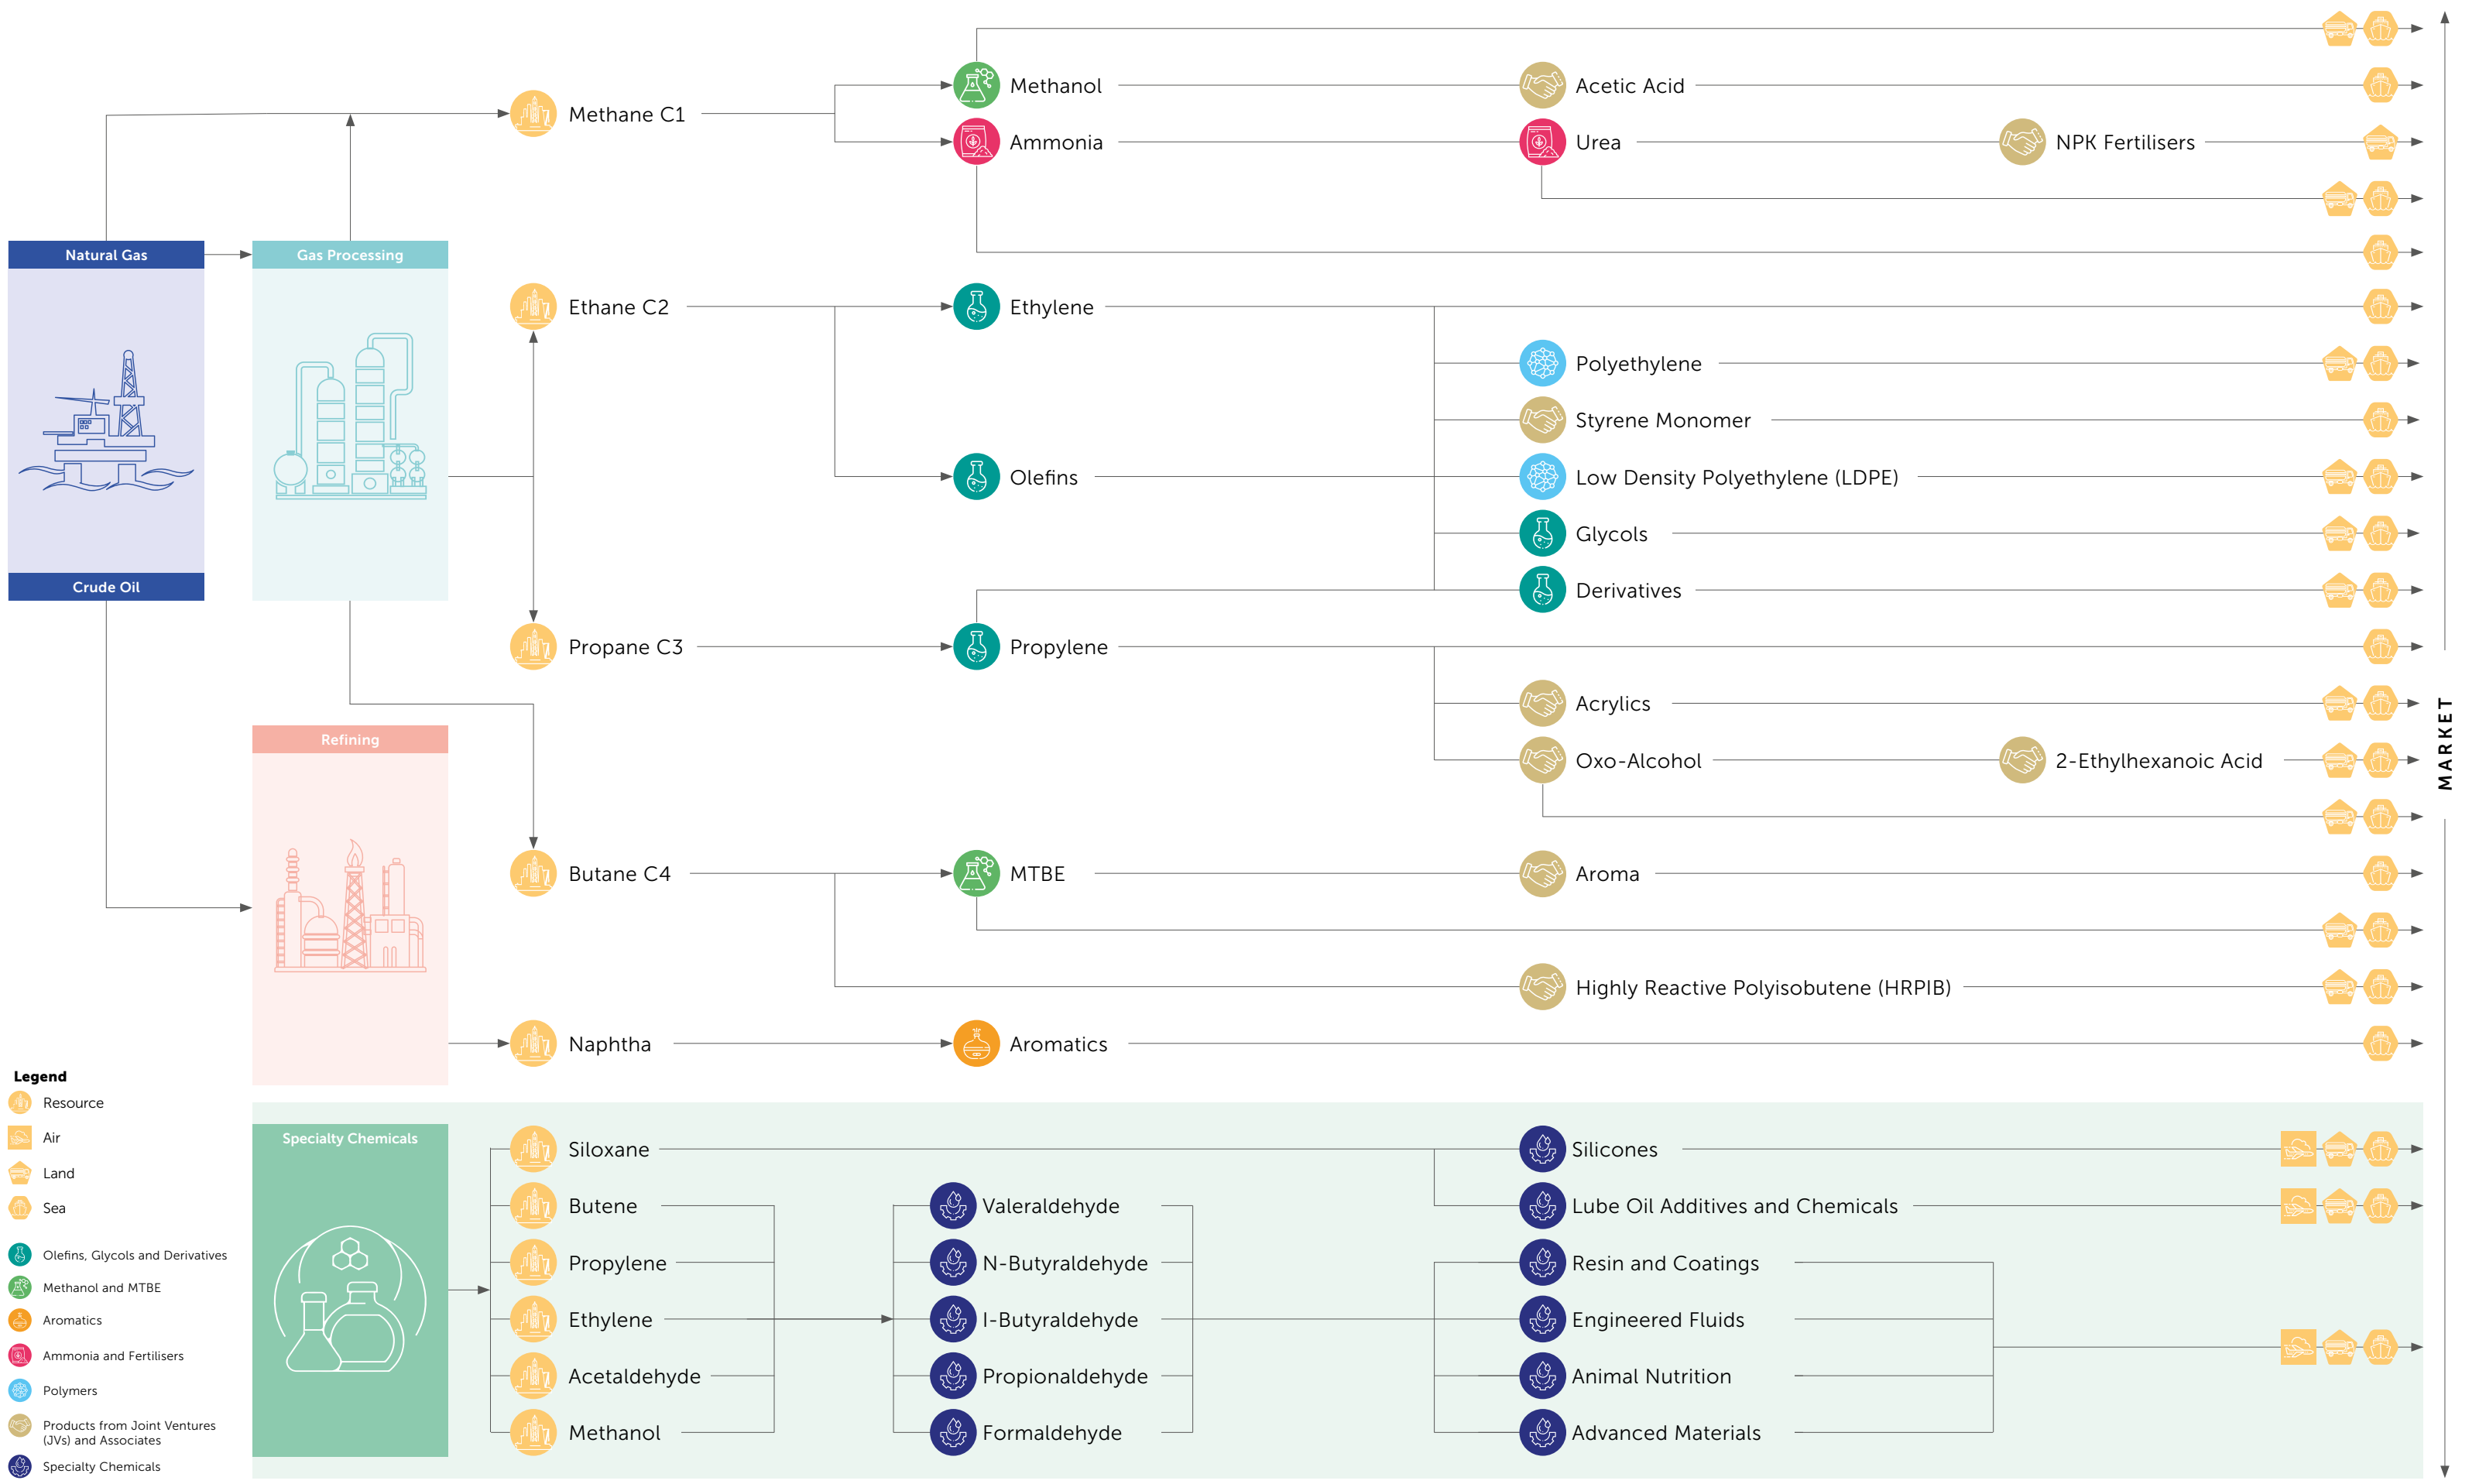 Methanol
Acetic Acid
Methane C1
Ammonia
Urea
NPK Fertilisers
Natural Gas
Gas Processing
Ethane C2
Ethylene
Polyethylene
Styrene Monomer
Olefins
Low Density Polyethylene (LDPE)
Glycols
Crude Oil
Derivatives
Propane C3
Propylene
Acrylics
MARKET
Refining
Oxo-Alcohol
2-Ethylhexanoic Acid
Butane C4
MTBE
Aroma
Highly Reactive Polyisobutene (HRPIB)
Naphtha
Aromatics
Legend
Resource
Air
Land
Sea
Olefins, Glycols and Derivatives
Methanol and MTBE
Aromatics
Ammonia and Fertilisers
Polymers
Products from Joint Ventures
(JVs) and Associates
Specialty Chemicals
Specialty Chemicals
Siloxane
Silicones
Butene
Valeraldehyde
Lube Oil Additives and Chemicals
Propylene
N-Butyraldehyde
Resin and Coatings
Ethylene
I-Butyraldehyde
Engineered Fluids
Acetaldehyde
Propionaldehyde
Animal Nutrition
Methanol
Formaldehyde
Advanced Materials